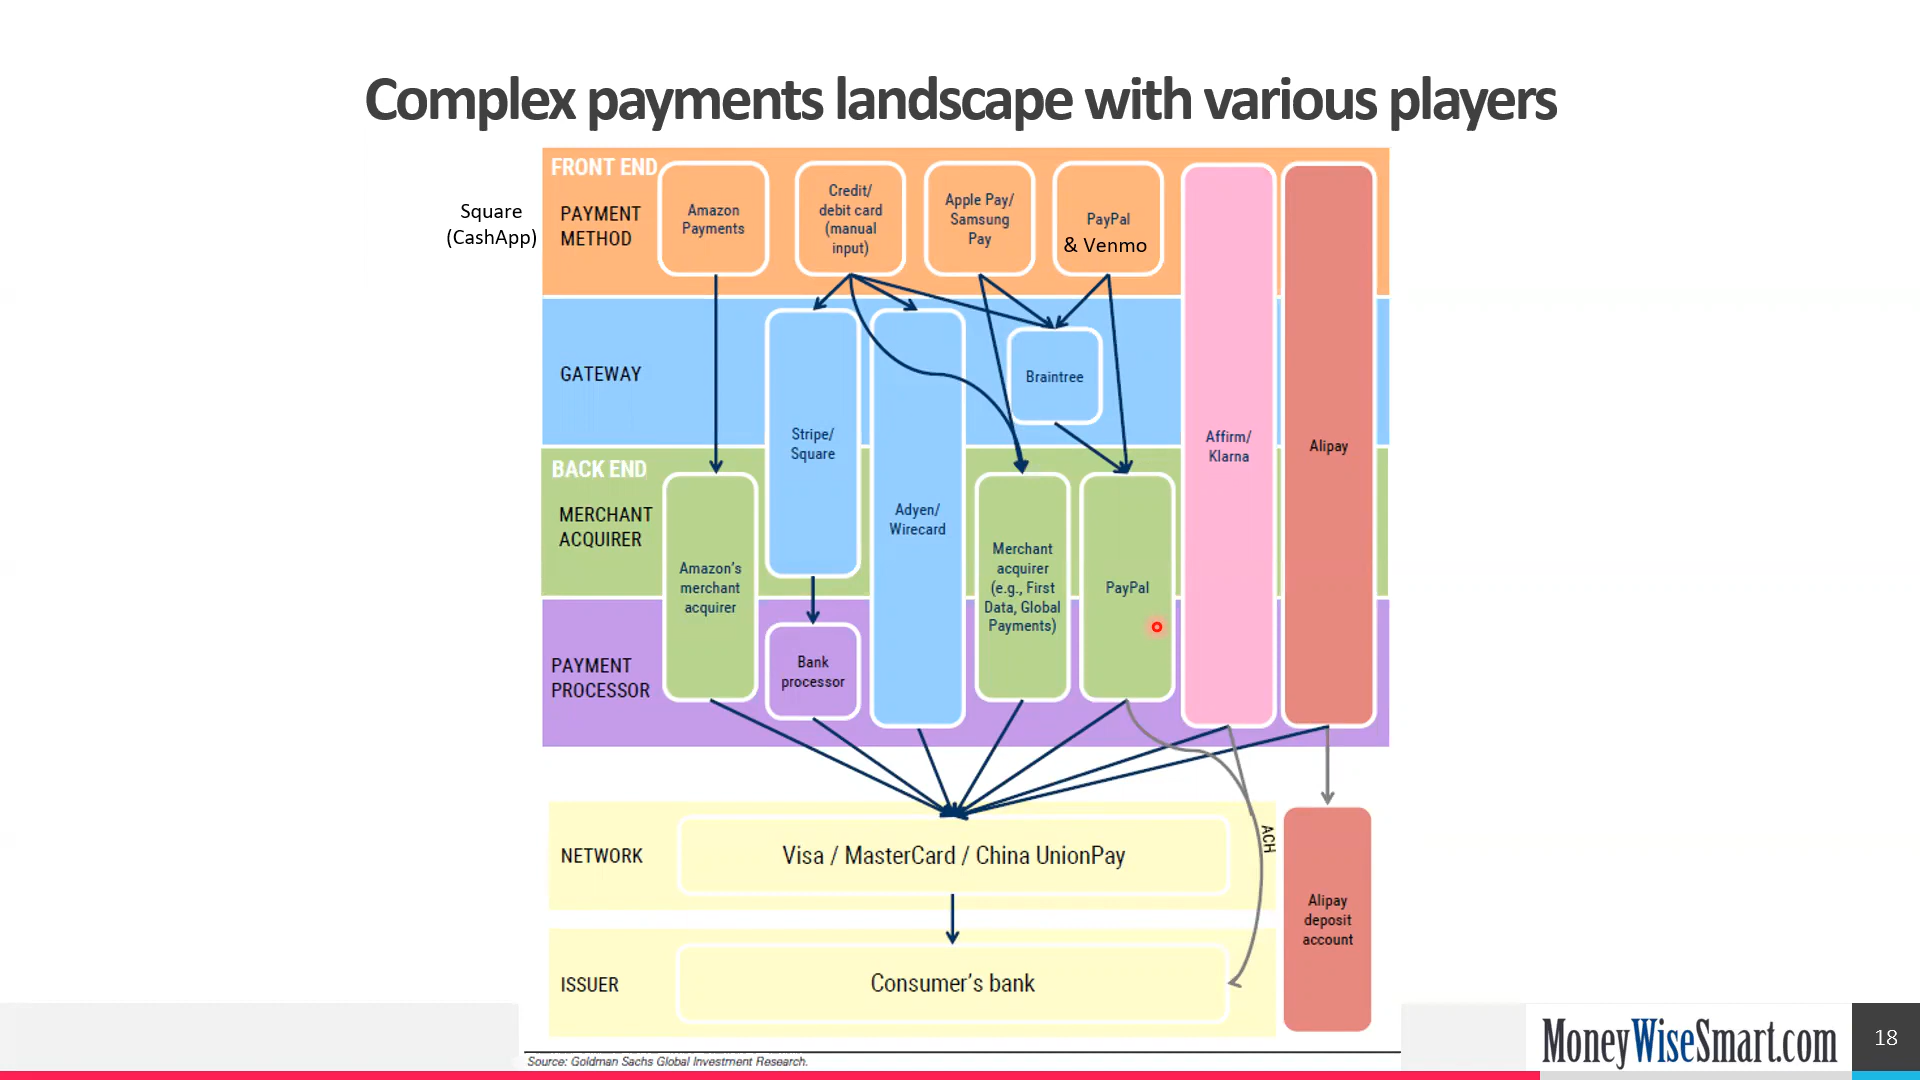 Complex payments landscape with various players
FRONT END
Square
(CashApp)
PAYMENT
METHOD
Amazon
Payments
Credit/
debit card
(manual
input)
Apple Pay/
Samsung
Pay
PayPal
& Venmo
GATEWAY
Stripe/
Square
Braintree
Affirm/
Klarna
Alipay
BACK END
MERCHANT
ACQUIRER
Adyen/
Wirecard
Amazon's
merchant
acquirer
Merchant
acquirer
(e.g., First
Data, Global
Payments)
PayPal
PAYMENT
PROCESSOR
Bank
processor
NETWORK
Visa / MasterCard / China UnionPay
ACH
Alipay
deposit
account
ISSUER
Consumer's bank
Source: Goldman Sachs Global Investment Research.
MoneyWiseSmart.com
18